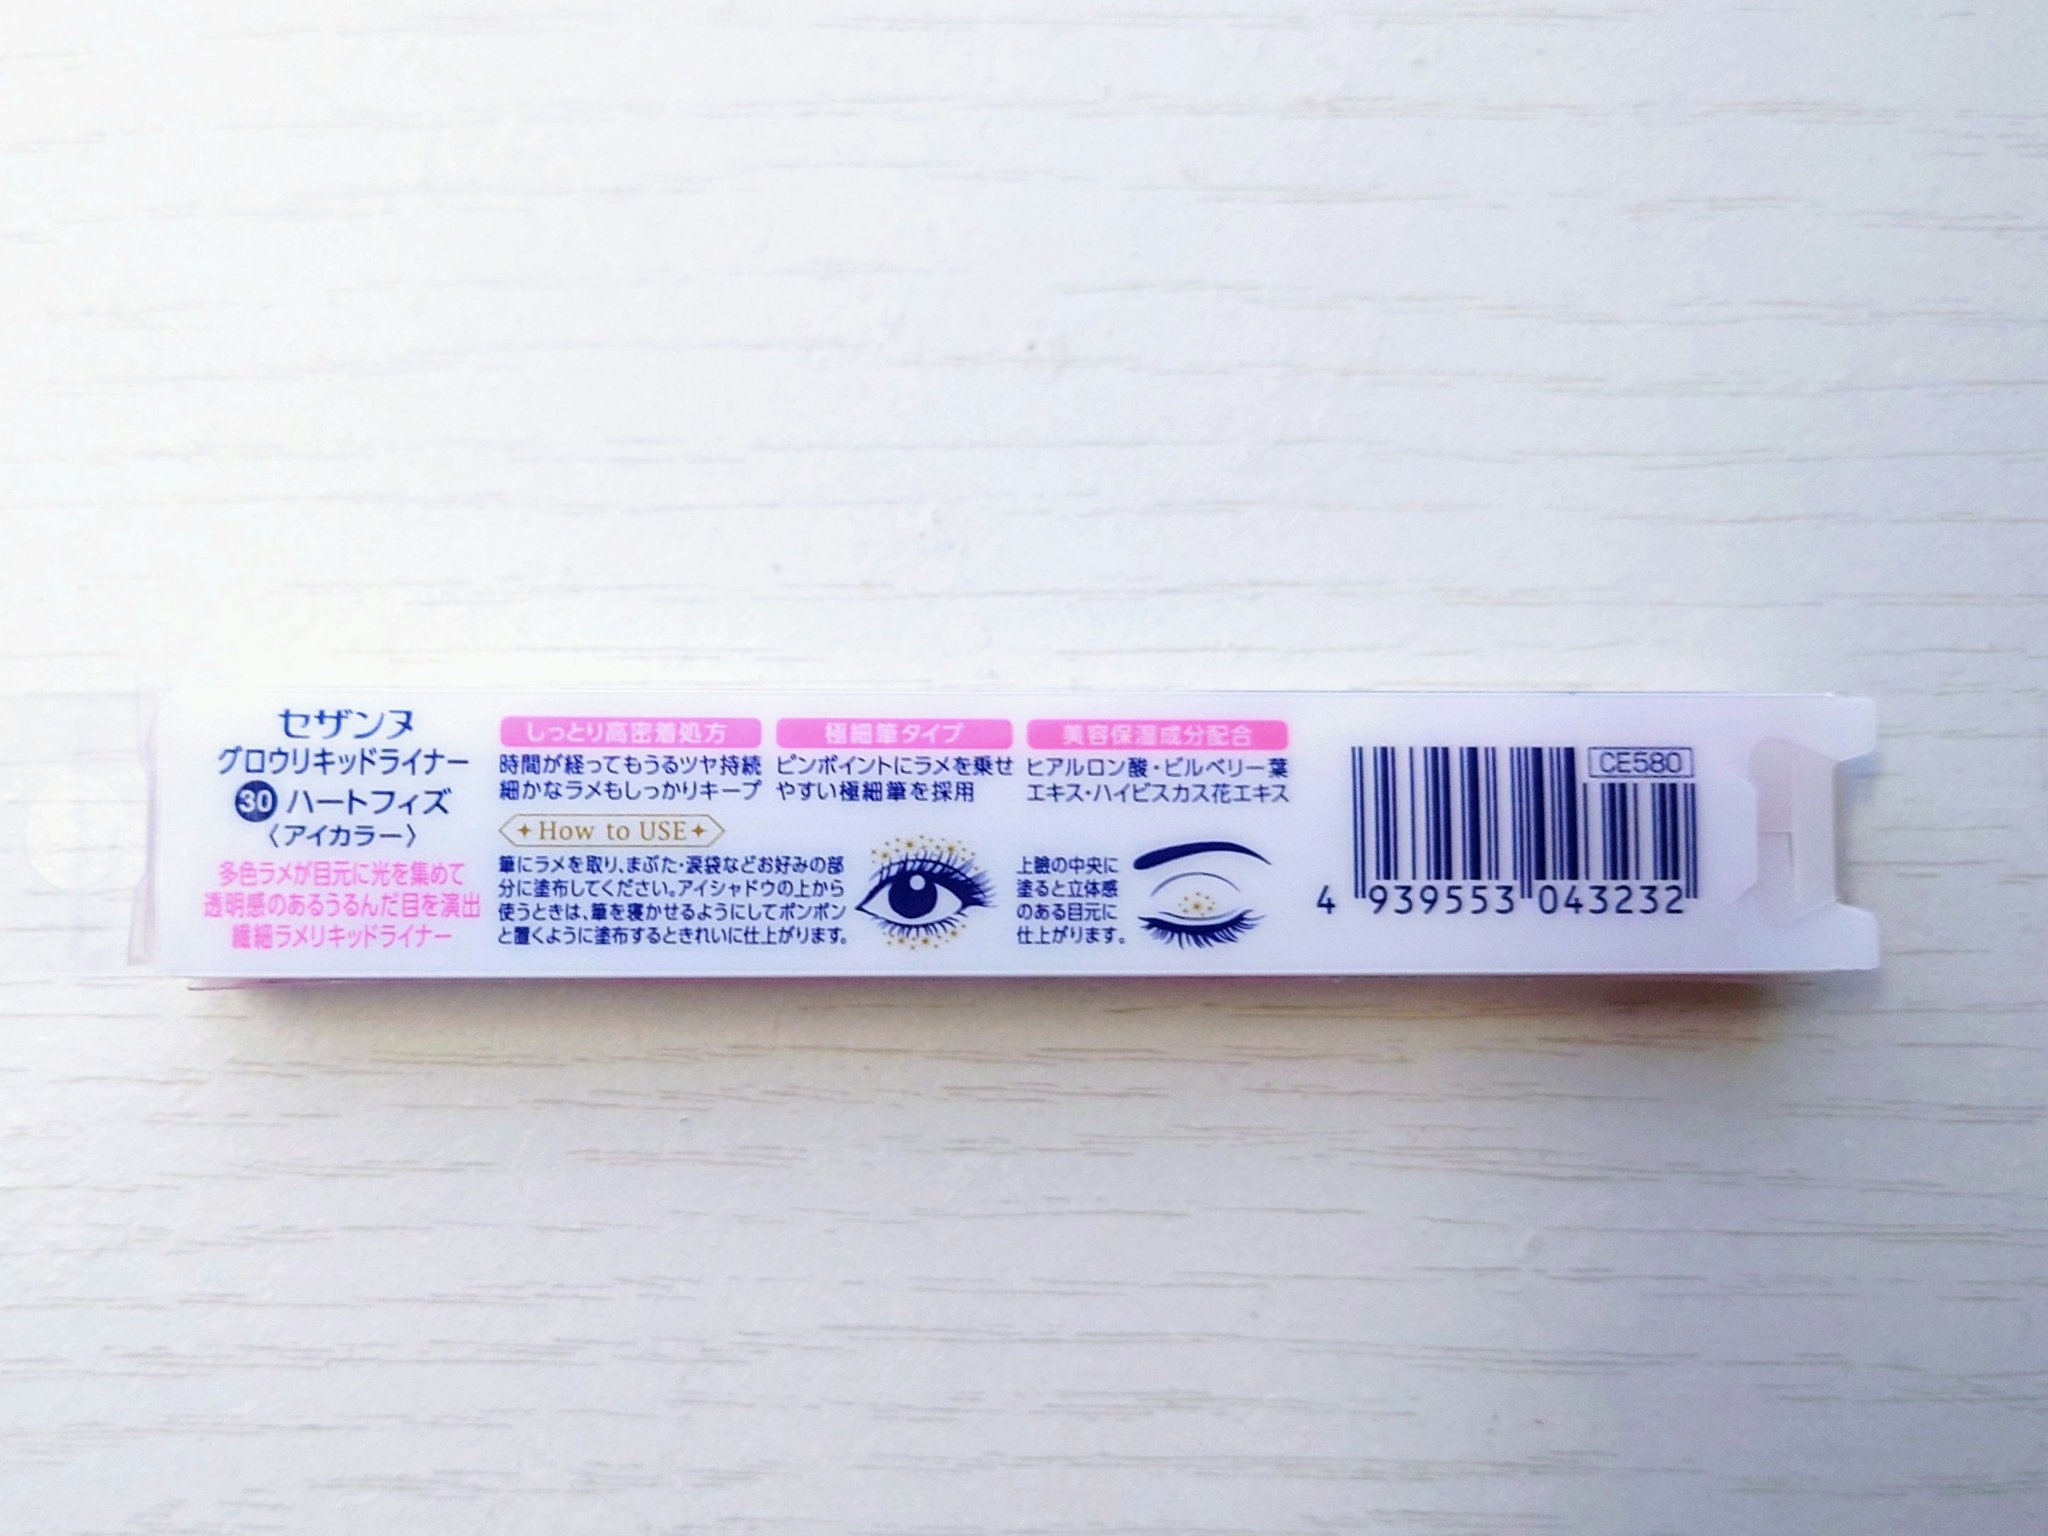 セザンヌ
グロウリキッドライナー
30 ハートフィズ
〈アイカラー〉
多色ラメが目元に光を集めて
透明感のあるうるんだ目を演出
繊細ラメリキッドライナー
しっとり高密着処方
時間が経ってもうるツヤ持続
細かなラメもしっかりキープ
極細筆タイプ
ピンポイントにラメを乗せ
やすい極細筆を採用
美容保湿成分配合
ヒアルロン酸・ビルベリー葉
エキス・ハイビスカス花エキス
How to USE
筆にラメを取り、まぶた・涙袋などお好みの部
分に塗布してください。アイシャドウの上から
使うときは、筆を寝かせるようにしてポンポン
と置くように塗布するときれいに仕上がります。
上瞼の中央に
塗ると立体感
のある目元に
仕上がります。
CE580
4 939553 043232